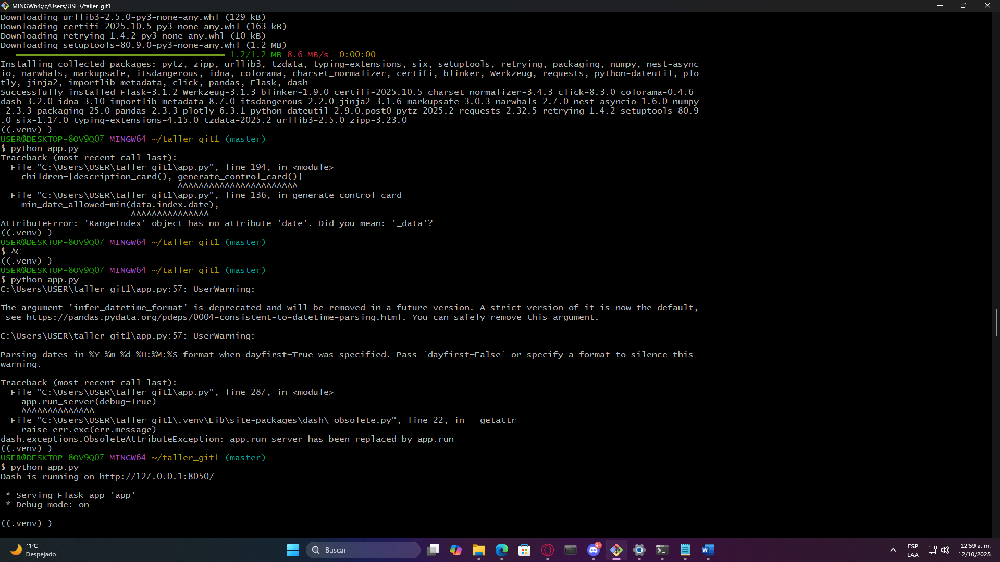 MINGW64:/c/Users/USER/taller_git1
Downloading urllib3-2.5.0-py3-none-any.whl (129 kB)
Downloading certifi-2025.10.5-py3-none-any.whl (163 kB)
Downloading retrying-1.4.2-py3-none-any.whl (10 kB)
Downloading setuptools-80.9.0-py3-none-any.whl (1.2 MB)
1.2/1.2 MB 8.6 MB/s  0:00:00
Installing collected packages: pytz, zipp, urllib3, tzdata, typing-extensions, six, setuptools, retrying, packaging, numpy, nest-async
io, narwhals, markupsafe, itsdangerous, idna, colorama, charset_normalizer, certifi, blinker, Werkzeug, requests, python-dateutil, plo
tly, jinja2, importlib-metadata, click, pandas, Flask, dash
Successfully installed Flask-3.1.2 Werkzeug-3.1.3 blinker-1.9.0 certifi-2025.10.5 charset_normalizer-3.4.3 click-8.3.0 colorama-0.4.6
dash-3.2.0 idna-3.10 importlib-metadata-8.7.0 itsdangerous-2.2.0 jinja2-3.1.6 markupsafe-3.0.3 narwhals-2.7.0 nest-asyncio-1.6.0 numpy
-2.3.3 packaging-25.0 pandas-2.3.3 plotly-6.3.1 python-dateutil-2.9.0.post0 pytz-2025.2 requests-2.32.5 retrying-1.4.2 setuptools-80.9
.0 six-1.17.0 typing-extensions-4.15.0 tzdata-2025.2 urllib3-2.5.0 zipp-3.23.0
((.venv) )
USER@DESKTOP-8OV9Q07 MINGW64 ~/taller_git1 (master)
$ python app.py
Traceback (most recent call last):
  File "C:\Users\USER\taller_git1\app.py", line 194, in <module>
    children=[description_card(), generate_control_card()]
                                  ^^^^^^^^^^^^^^^^^^^^^^^
  File "C:\Users\USER\taller_git1\app.py", line 136, in generate_control_card
    min_date_allowed=min(data.index.date),
                         ^^^^^^^^^^^^^^^
AttributeError: 'RangeIndex' object has no attribute 'date'. Did you mean: '_data'?
((.venv) )
USER@DESKTOP-8OV9Q07 MINGW64 ~/taller_git1 (master)
$ ^C
((.venv) )
USER@DESKTOP-8OV9Q07 MINGW64 ~/taller_git1 (master)
$ python app.py
C:\Users\USER\taller_git1\app.py:57: UserWarning:
The argument 'infer_datetime_format' is deprecated and will be removed in a future version. A strict version of it is now the default,
 see https://pandas.pydata.org/pdeps/0004-consistent-to-datetime-parsing.html. You can safely remove this argument.
C:\Users\USER\taller_git1\app.py:57: UserWarning:
Parsing dates in %Y-%m-%d %H:%M:%S format when dayfirst=True was specified. Pass `dayfirst=False` or specify a format to silence this
warning.
Traceback (most recent call last):
  File "C:\Users\USER\taller_git1\app.py", line 287, in <module>
    app.run_server(debug=True)
    ^^^^^^^^^^^^^^
  File "C:\Users\USER\taller_git1\.venv\Lib\site-packages\dash\_obsolete.py", line 22, in __getattr__
    raise err.exc(err.message)
dash.exceptions.ObsoleteAttributeException: app.run_server has been replaced by app.run
((.venv) )
USER@DESKTOP-8OV9Q07 MINGW64 ~/taller_git1 (master)
$ python app.py
Dash is running on http://127.0.0.1:8050/
 * Serving Flask app 'app'
 * Debug mode: on
((.venv) )
11°C
Despejado
Buscar
9+
W
ESP
LAA
12:59 a. m.
12/10/2025